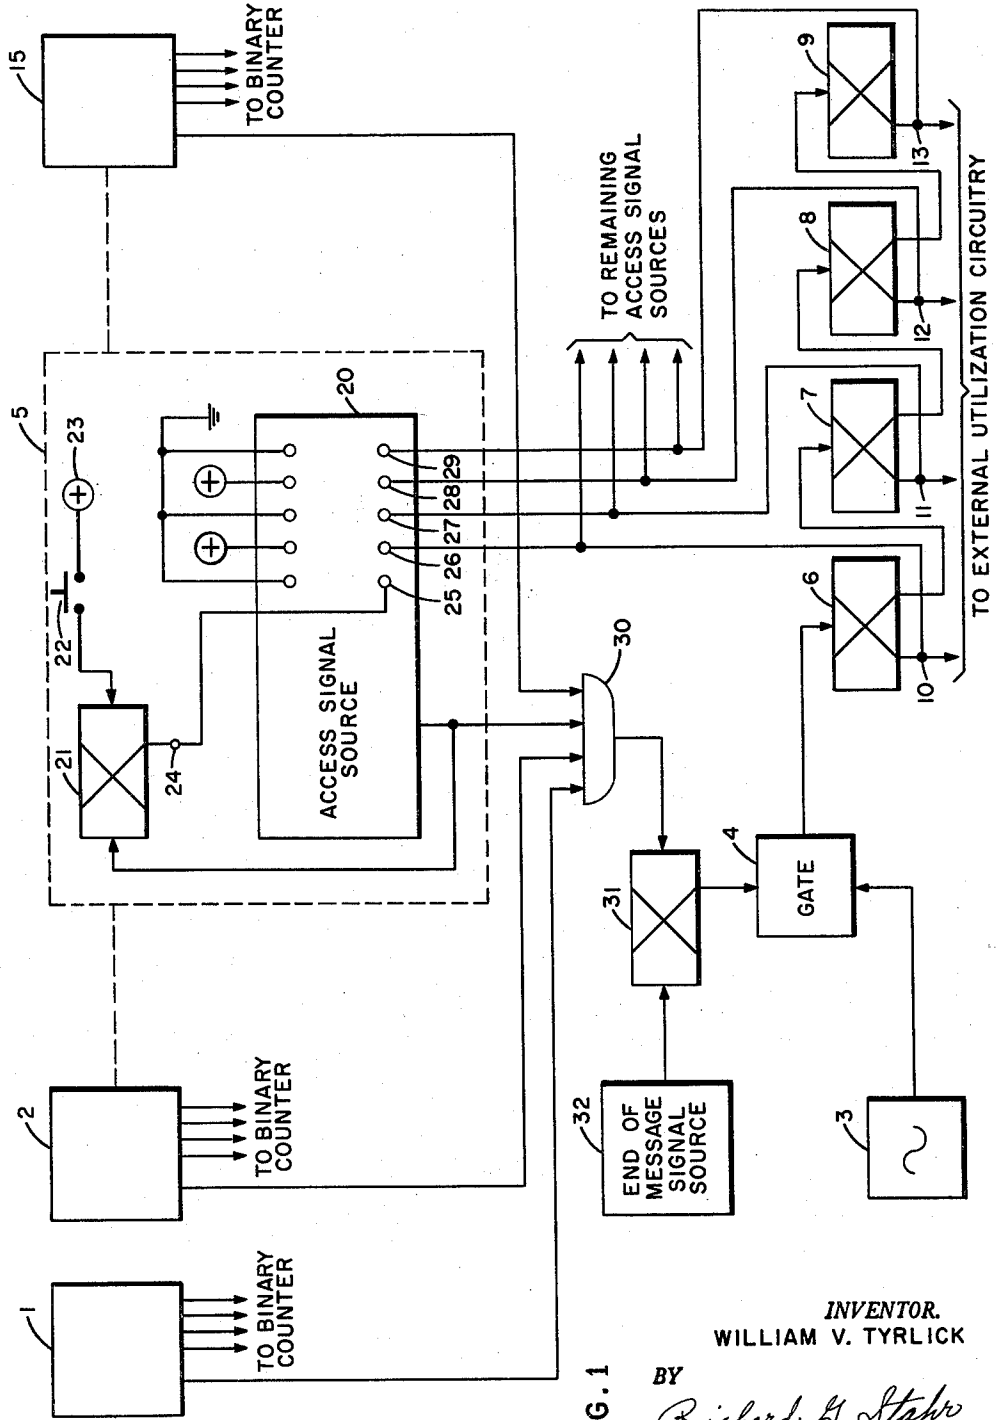 1
TO BINARY
COUNTER
2
TO BINARY
COUNTER
5
21
22
23
24
ACCESS SIGNAL
SOURCE
20
25
26
27
28
29
15
TO BINARY
COUNTER
30
TO REMAINING
ACCESS SIGNAL
SOURCES
32
END OF
MESSAGE
SIGNAL
SOURCE
31
4
GATE
3
6
7
8
9
10
11
12
13
TO EXTERNAL UTILIZATION CIRCUITRY
G. 1
INVENTOR.
WILLIAM V. TYRLICK
BY
Richard G. Stahr